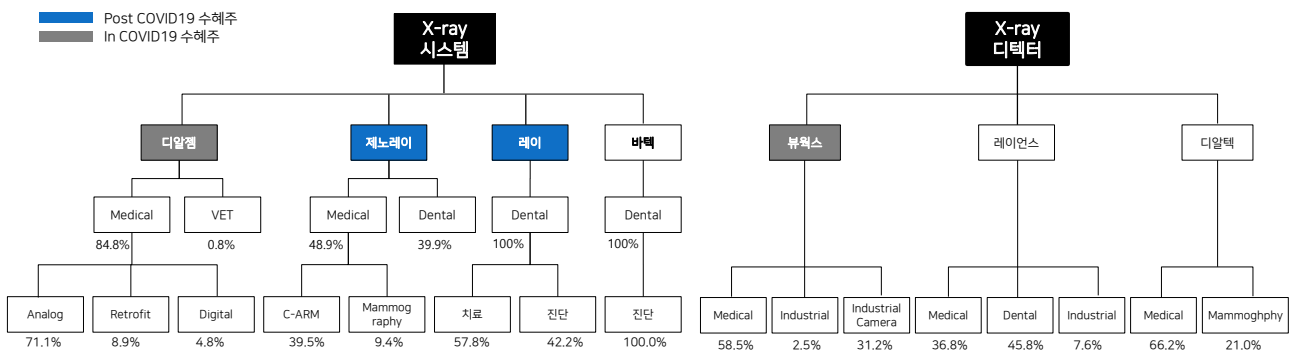 Post COVID19 수혜주
In COVID19 수혜주
X-ray
시스템
X-ray
디텍터
디알젬
제노레이
레이
바텍
뷰웍스
레이언스
디알텍
Medical
VET
Medical
Dental
Dental
Dental
84.8%
0.8%
48.9%
39.9%
100%
100%
Analog
Retrofit
Digital
C-ARM
Mammog
raphy
치료
진단
진단
Medical
Industrial
Industrial
Camera
Medical
Dental
Industrial
Medical
Mammoghphy
71.1%
8.9%
4.8%
39.5%
9.4%
57.8%
42.2%
100.0%
58.5%
2.5%
31.2%
36.8%
45.8%
7.6%
66.2%
21.0%